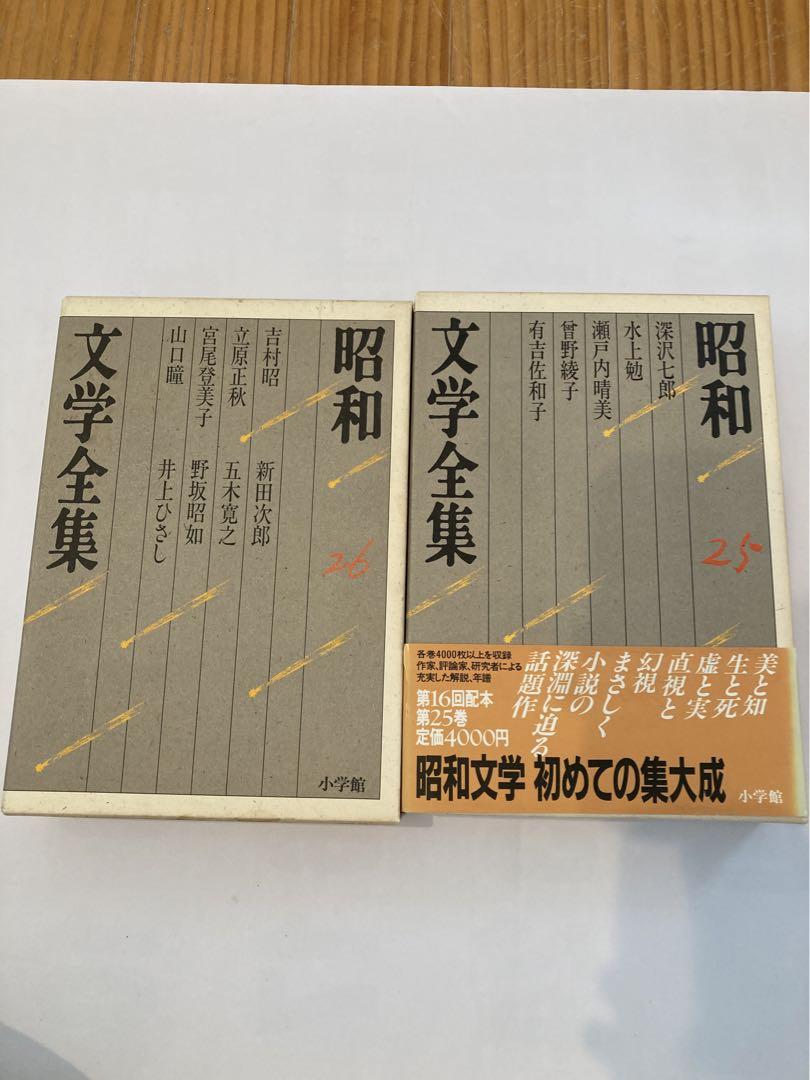 昭和
文学全集
26
吉村昭
立原正秋
宮尾登美子
山口瞳
新田次郎
五木寛之
野坂昭如
井上ひさし
小学館
昭和
文学全集
25
深沢七郎
水上勉
瀬戸内晴美
曾野綾子
有吉佐和子
美と知
生と死
虚と実
直視と
幻視
まさしく
小説の
深淵に迫る
話題作
各巻4000枚以上を収録
作家、評論家、研究者による
充実した解説、年譜
第16回配本
第25巻
定価4000円
昭和文学 初めての集大成
小学館